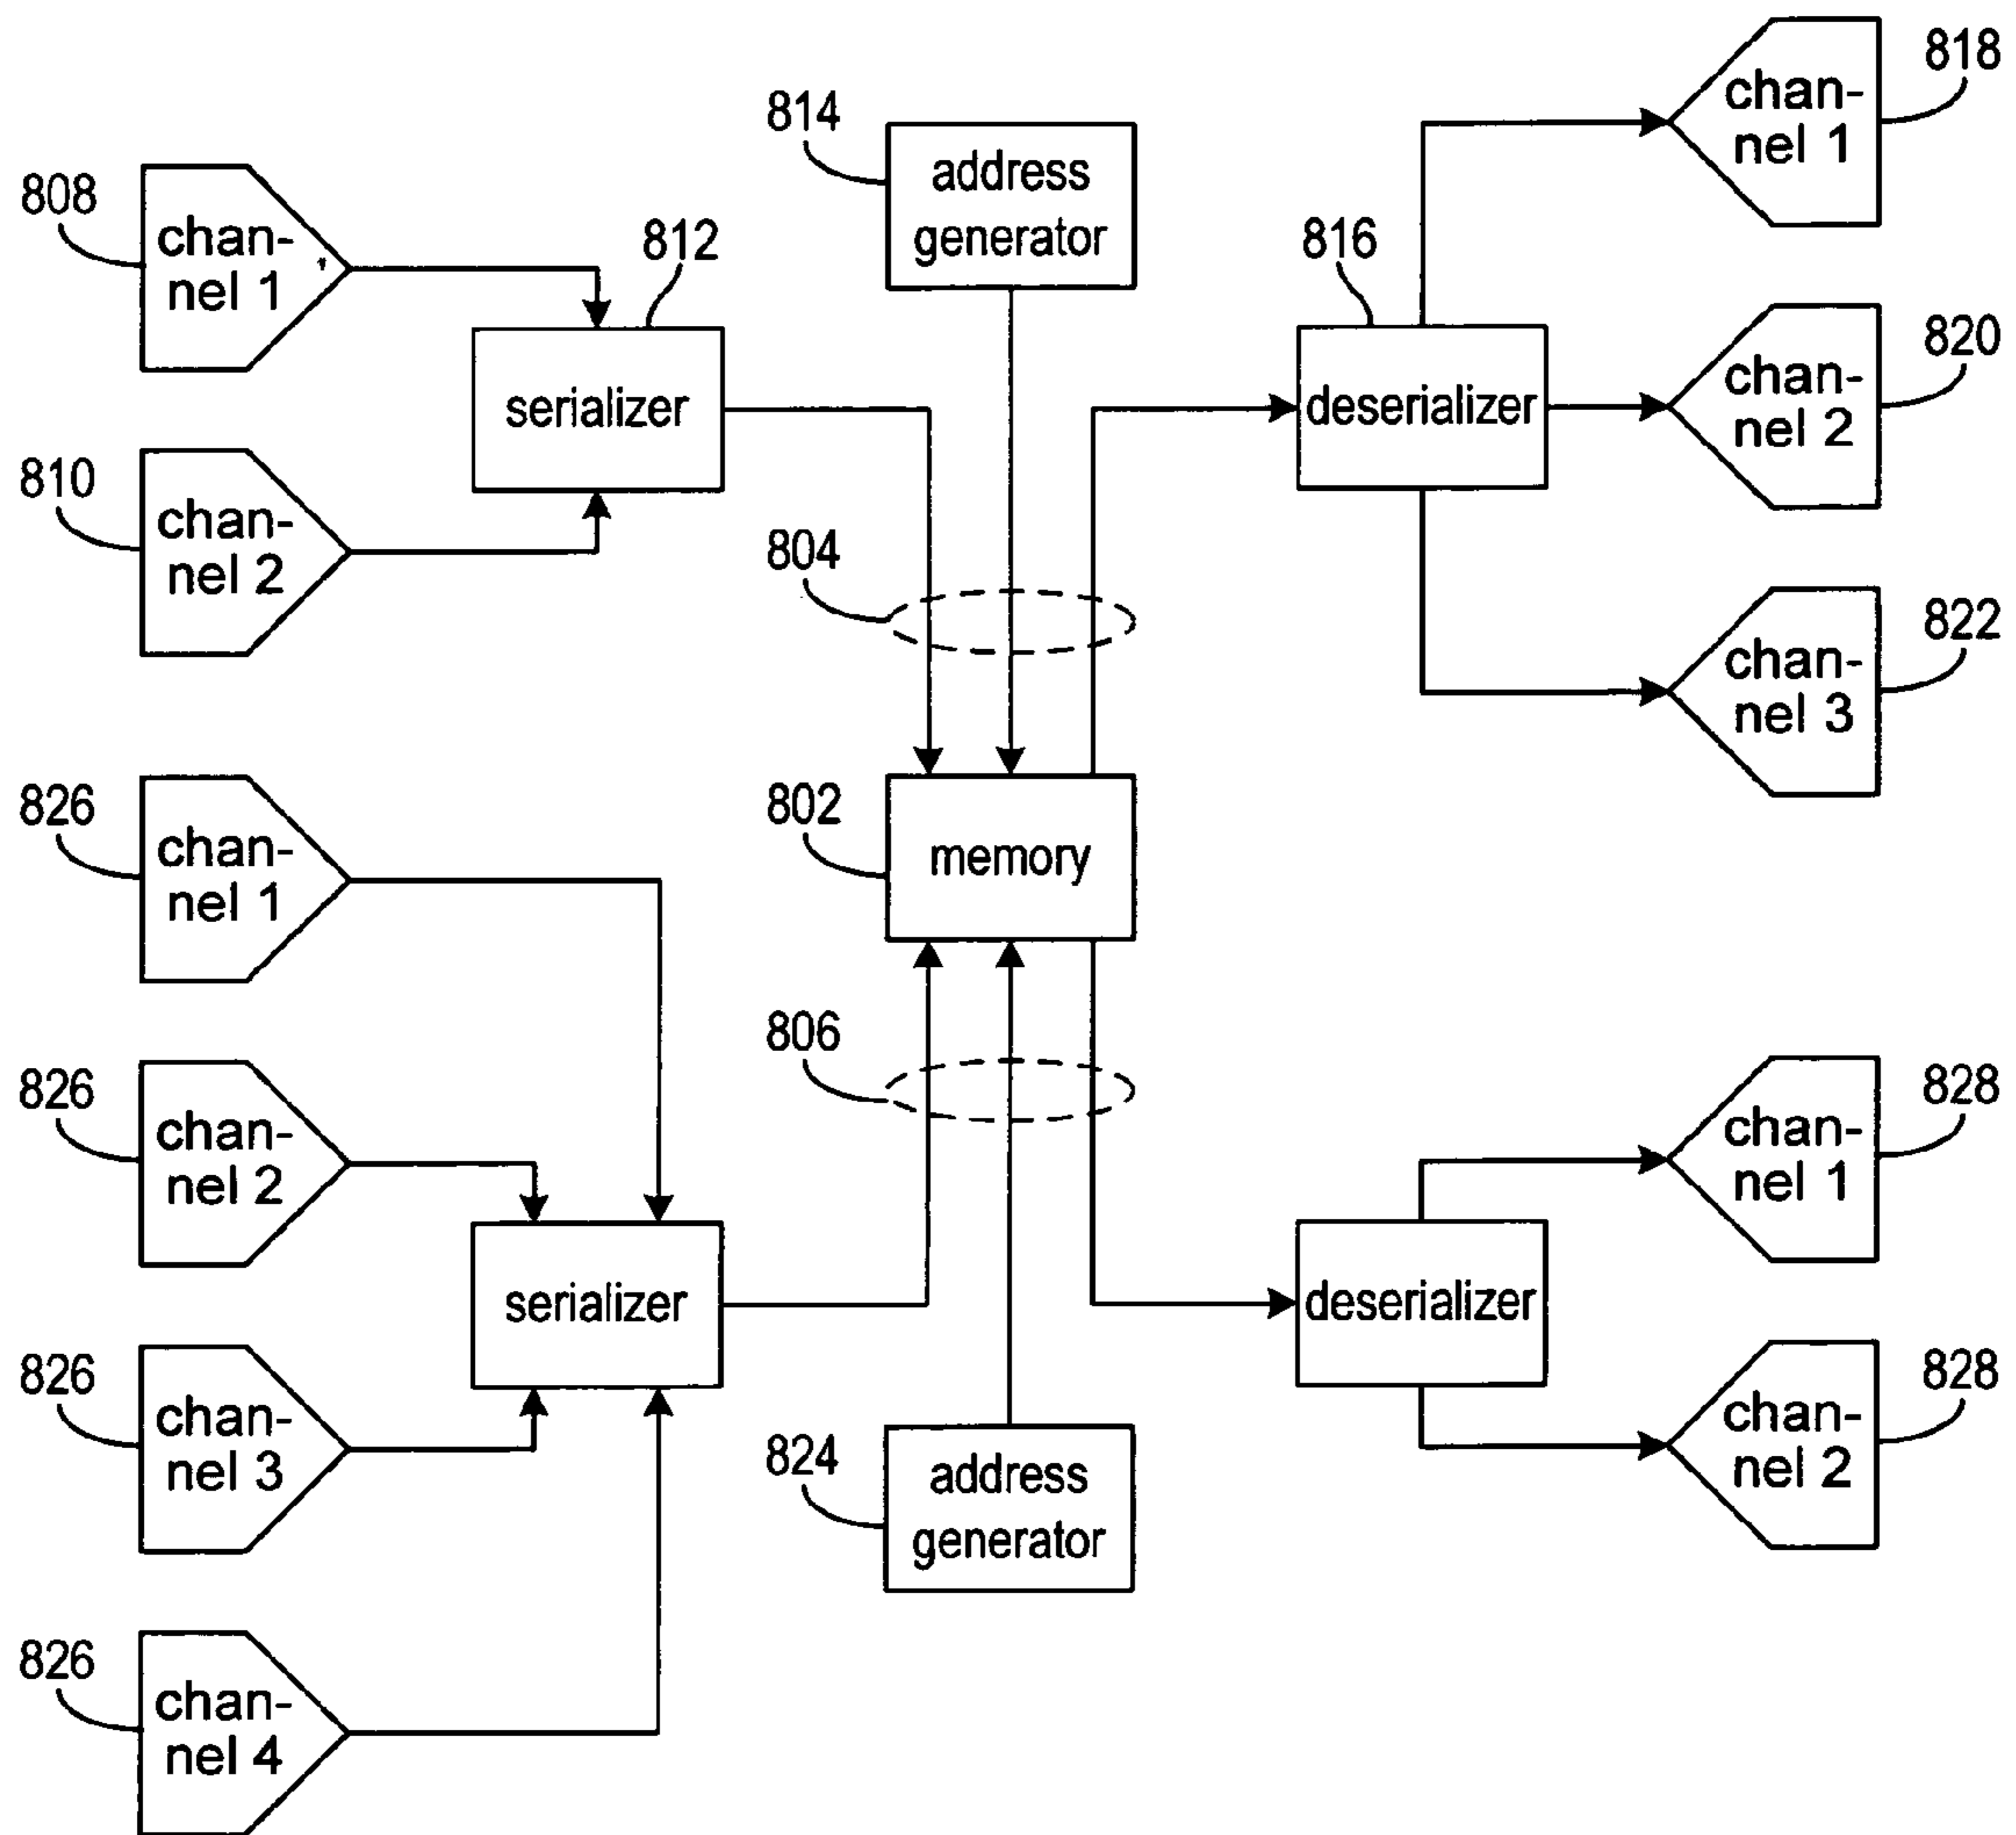 818
chan-
nel 1
814
address
generator
808
chan-
nel 1
812
serializer
816
deserializer
820
chan-
nel 2
810
chan-
nel 2
804
822
chan-
nel 3
826
chan-
nel 1
802
memory
826
chan-
nel 2
806
828
chan-
nel 1
serializer
deserializer
826
chan-
nel 3
824
address
generator
828
chan-
nel 2
826
chan-
nel 4